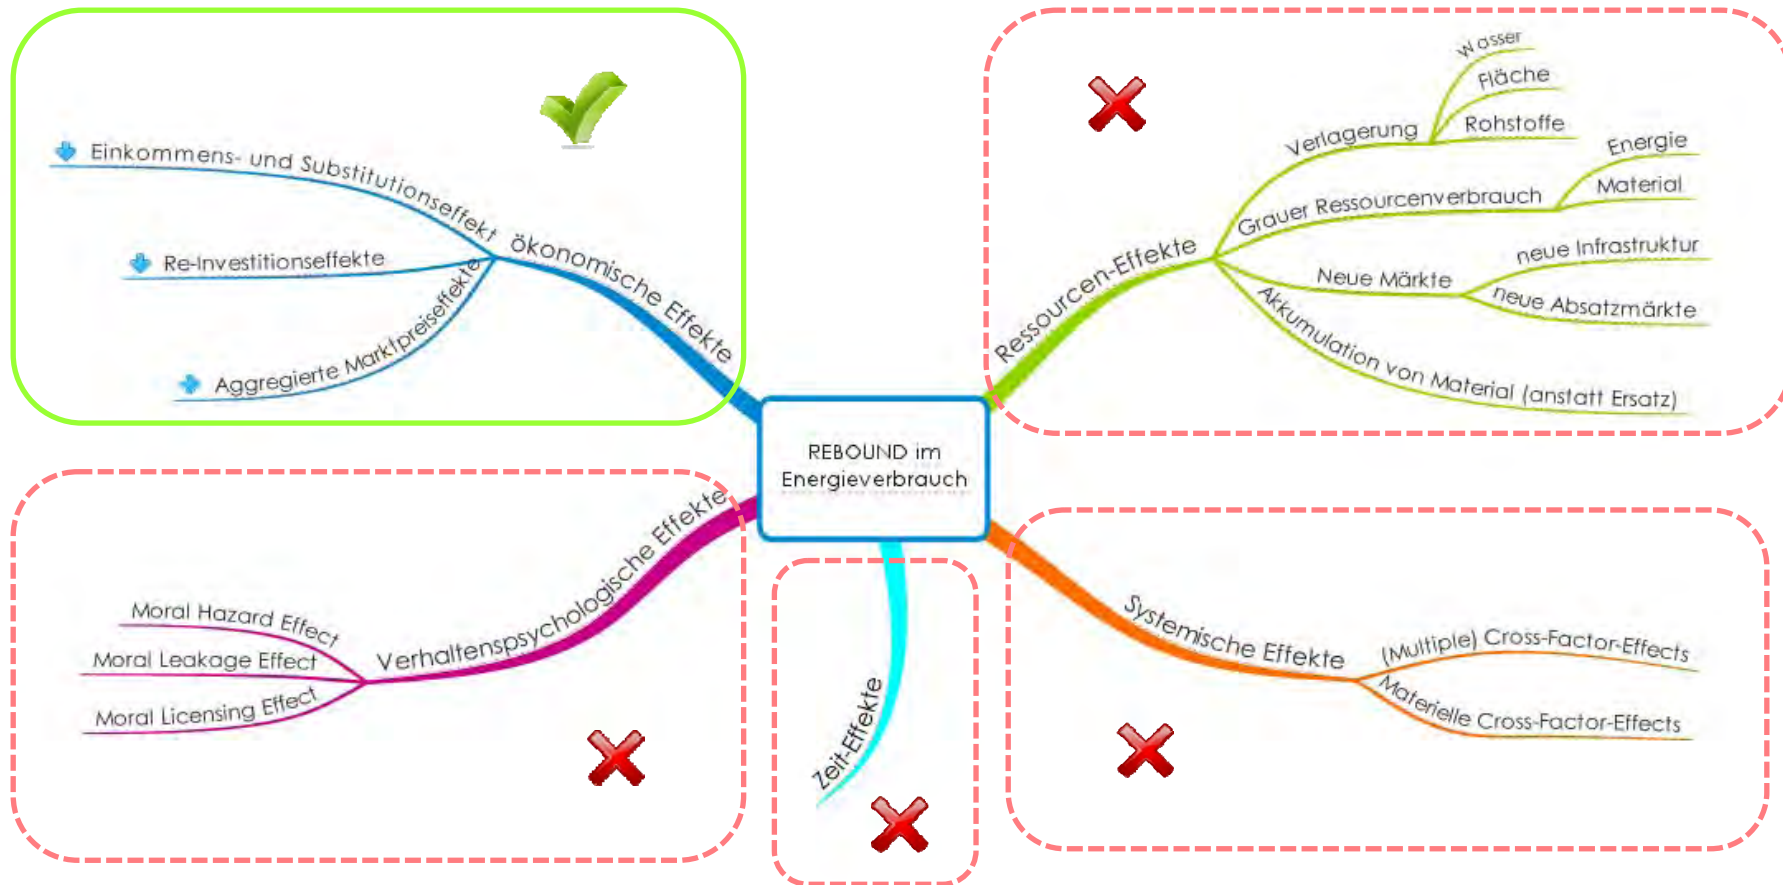 REBOUND im
Energieverbrauch
ökonomische Effekte
Einkommens- und Substitutionseffekt
Re-Investitionseffekte
Aggregierte Marktpreiseffekte
Ressourcen-Effekte
Verlagerung
Wasser
Fläche
Rohstoffe
Grauer Ressourcenverbrauch
Energie
Material
Neue Märkte
neue Infrastruktur
neue Absatzmärkte
Akkumulation von Material (anstatt Ersatz)
Verhaltenspsychologische Effekte
Moral Hazard Effect
Moral Leakage Effect
Moral Licensing Effect
Zeit-Effekte
Systemische Effekte
(Multiple) Cross-Factor-Effects
Materielle Cross-Factor-Effects